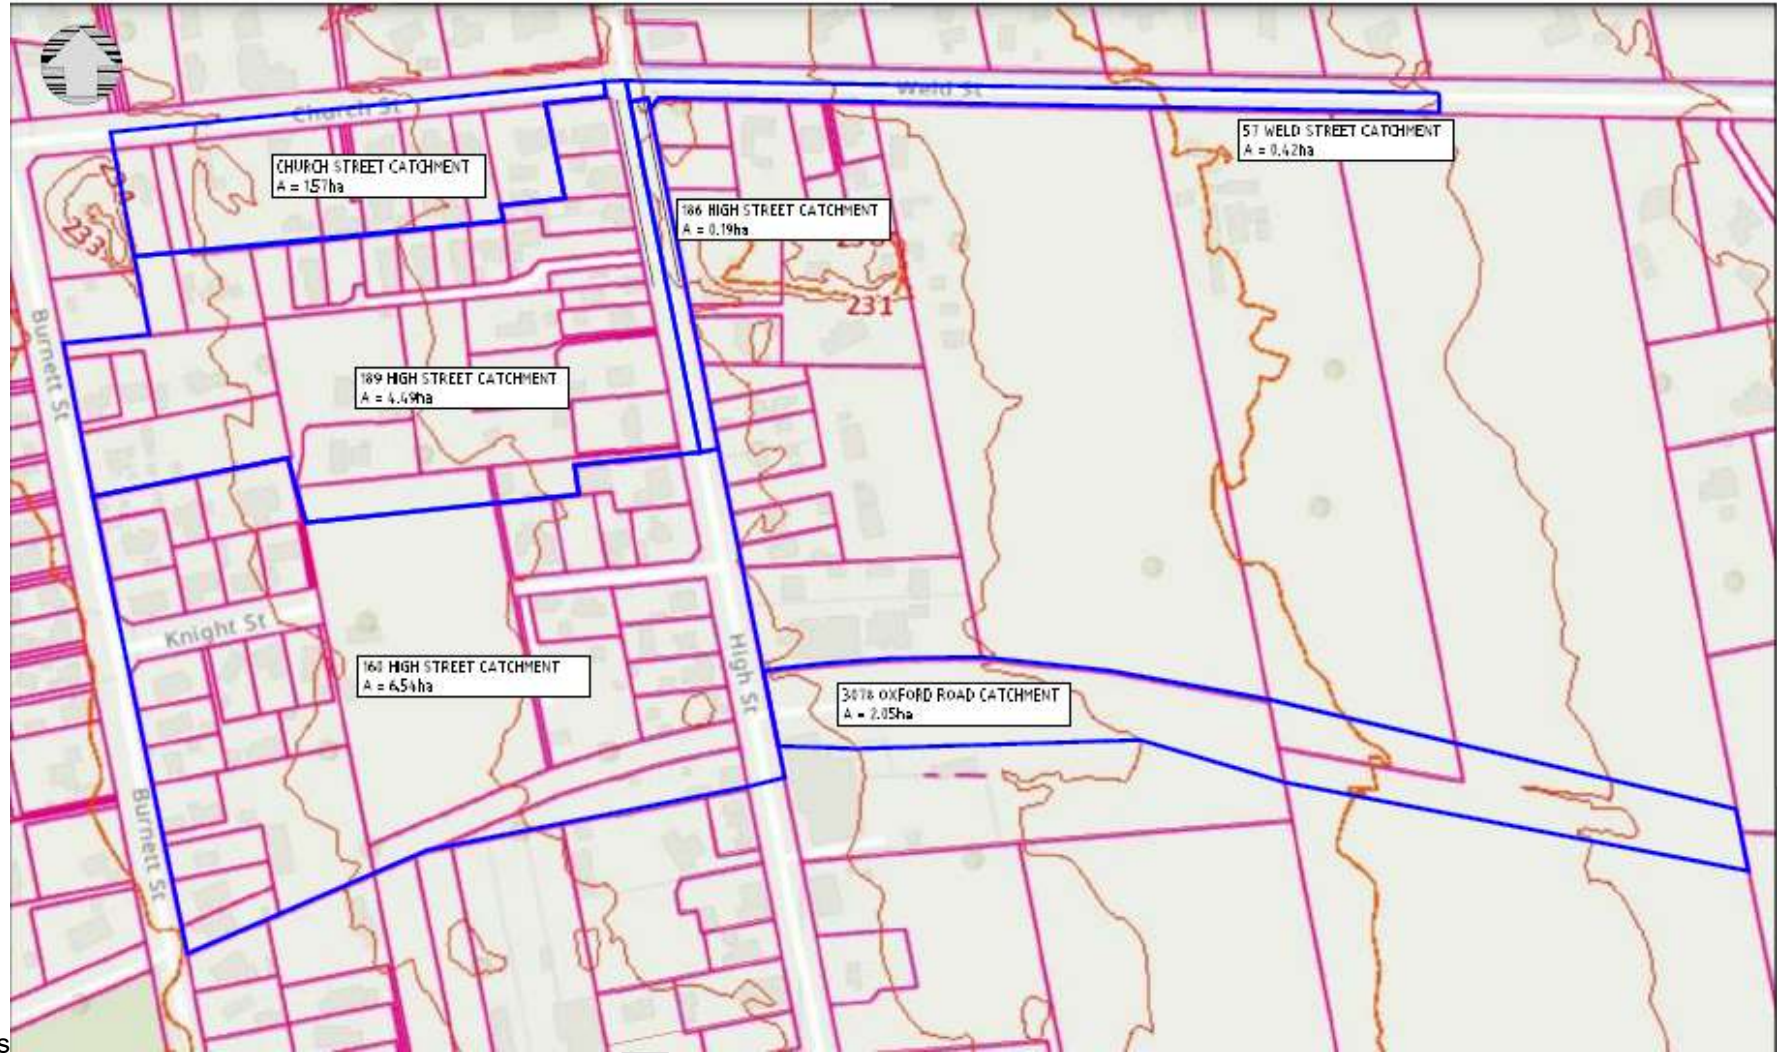 Weld St
Church St
57 WELD STREET CATCHMENT
A = 0.42ha
CHURCH STREET CATCHMENT
A = 1.57ha
186 HIGH STREET CATCHMENT
A = 0.19ha
233
231
Burnett St
189 HIGH STREET CATCHMENT
A = 4.49ha
Knight St
High St
160 HIGH STREET CATCHMENT
A = 6.54ha
3078 OXFORD ROAD CATCHMENT
A = 2.05ha
Burnett St
s